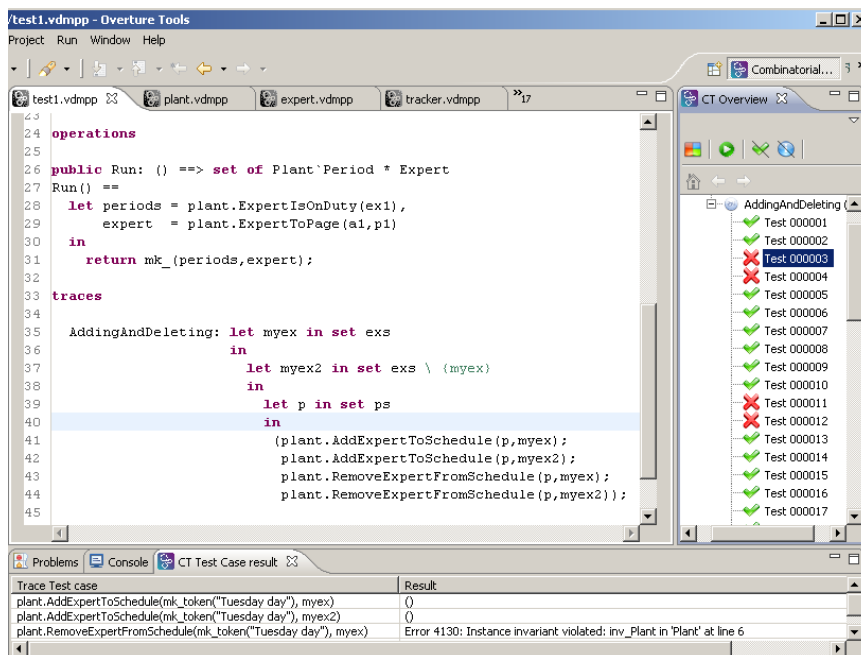 /test1.vdmpp - Overture Tools
Project Run Window Help
Combinatorial...
test1.vdmpp plant.vdmpp expert.vdmpp tracker.vdmpp »17
CT Overview
23
24 operations
25
26 public Run: () ==> set of Plant`Period * Expert
27 Run() ==
28 let periods = plant.ExpertIsOnDuty(ex1),
29 expert = plant.ExpertToPage(a1,p1)
30 in
31 return mk_(periods,expert);
32
33 traces
34
35 AddingAndDeleting: let myex in set exs
36 in
37 let myex2 in set exs \ {myex}
38 in
39 let p in set ps
40 in
41 (plant.AddExpertToSchedule(p,myex);
42 plant.AddExpertToSchedule(p,myex2);
43 plant.RemoveExpertFromSchedule(p,myex);
44 plant.RemoveExpertFromSchedule(p,myex2));
45
AddingAndDeleting (
Test 000001
Test 000002
Test 000003
Test 000004
Test 000005
Test 000006
Test 000007
Test 000008
Test 000009
Test 000010
Test 000011
Test 000012
Test 000013
Test 000014
Test 000015
Test 000016
Test 000017
Problems Console CT Test Case result
Trace Test case Result
plant.AddExpertToSchedule(mk_token("Tuesday day"), myex) ()
plant.AddExpertToSchedule(mk_token("Tuesday day"), myex2) ()
plant.RemoveExpertFromSchedule(mk_token("Tuesday day"), myex) Error 4130: Instance invariant violated: inv_Plant in 'Plant' at line 6